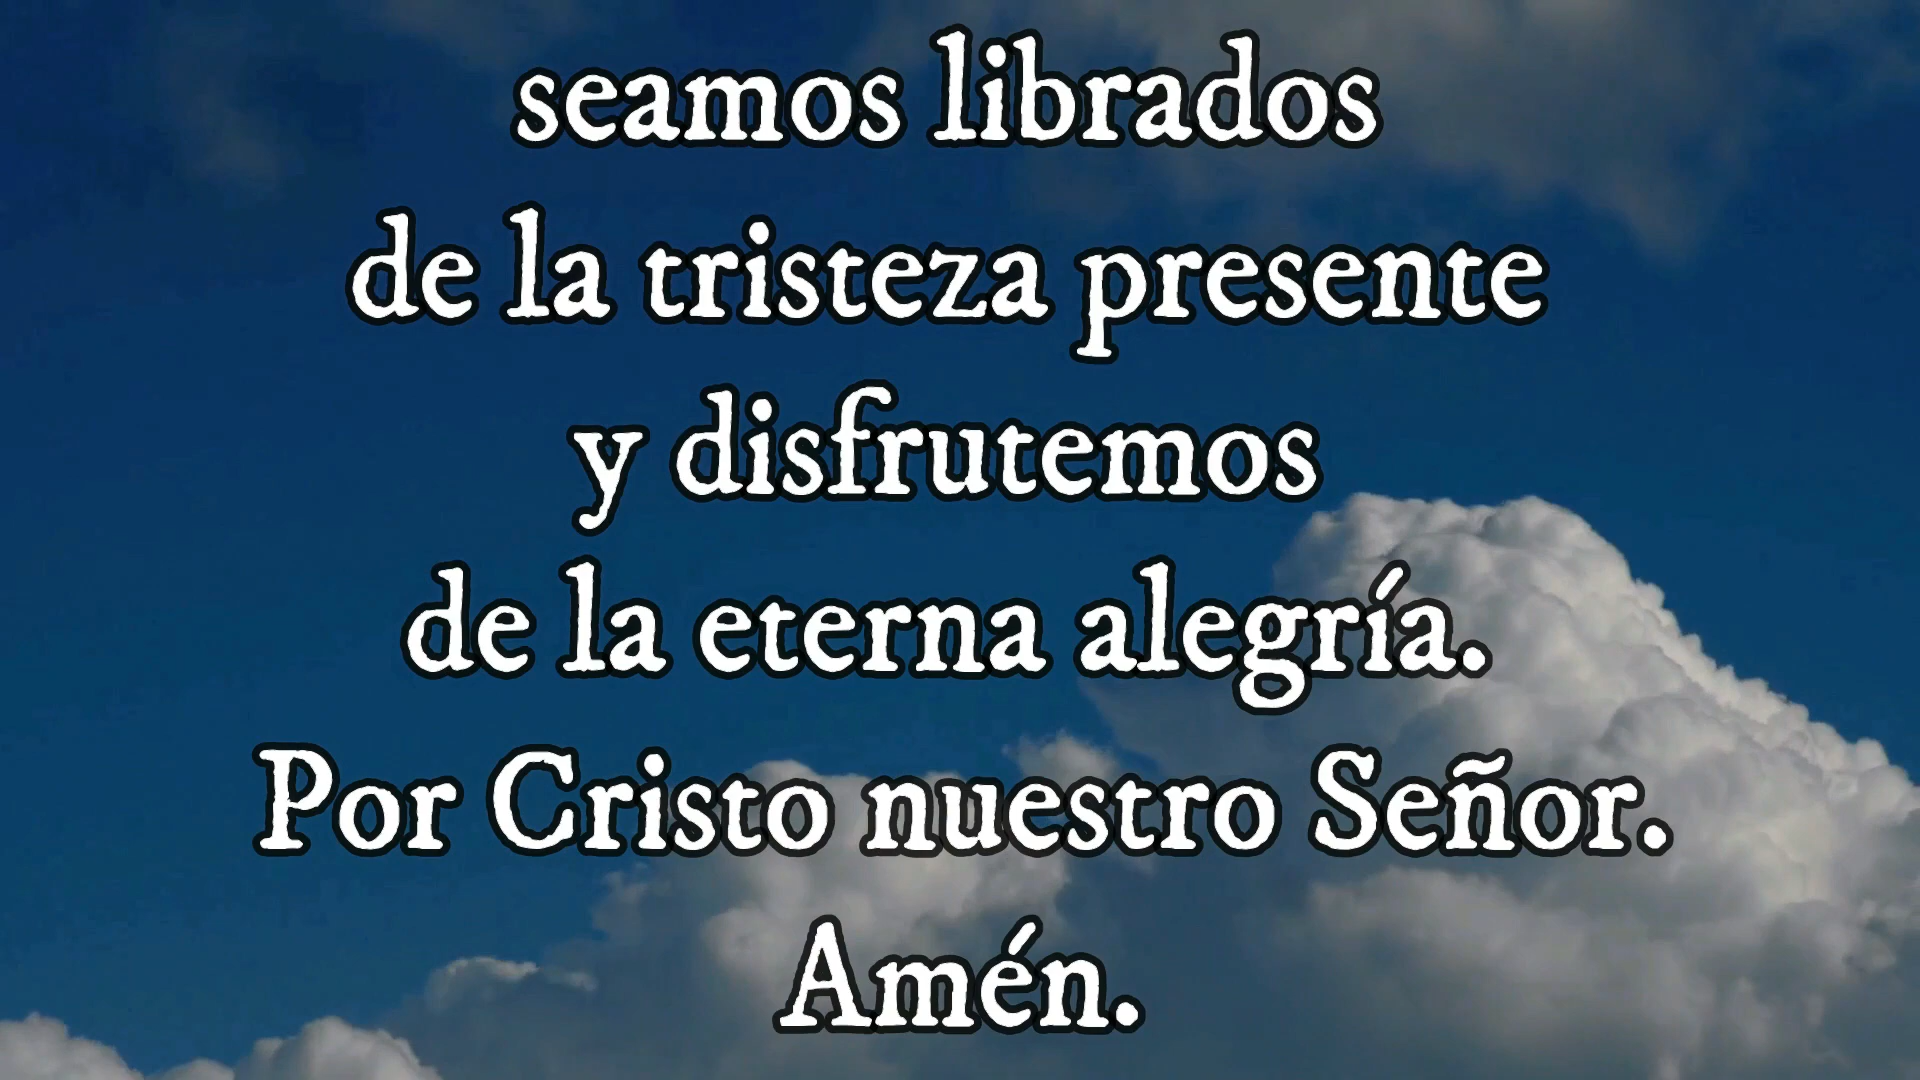 seamos librados
de la tristeza presente
y disfrutemos
de la eterna alegría.
Por Cristo nuestro Señor.
Amén.